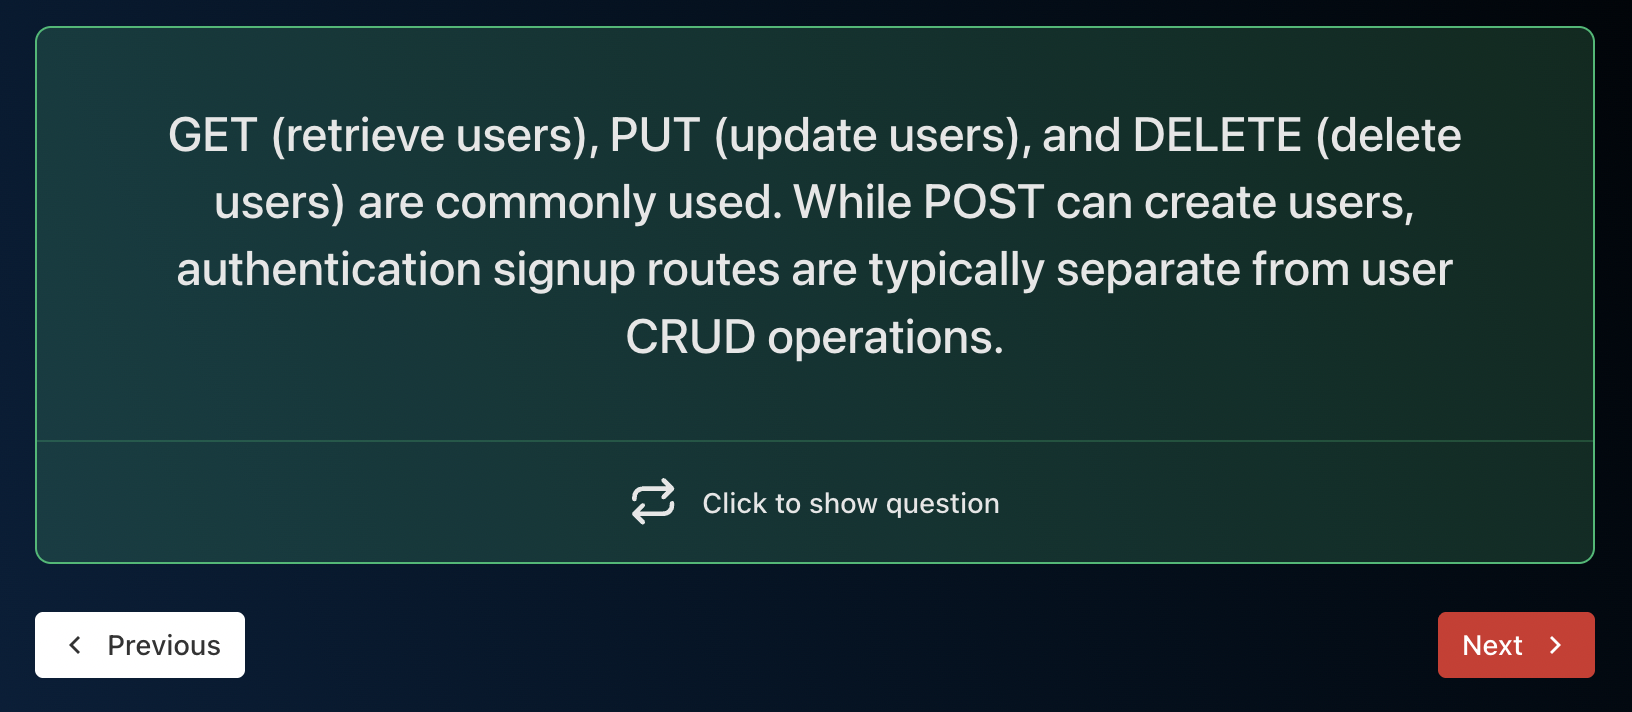 GET (retrieve users), PUT (update users), and DELETE (delete
users) are commonly used. While POST can create users,
authentication signup routes are typically separate from user
CRUD operations.
Click to show question
Previous
Next